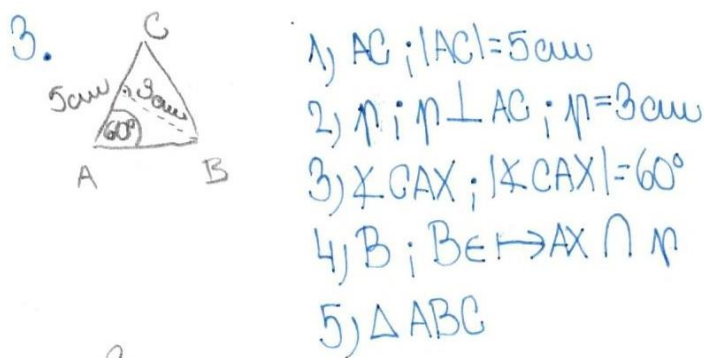 3.
C
5cm
3cm
60°
A
B
1) AC ; |AC|=5cm
2) p ; p ⊥ AC ; p=3cm
3) ∡CAX ; |∡CAX|=60°
4) B ; B∈ ↦AX ∩ p
5) △ABC